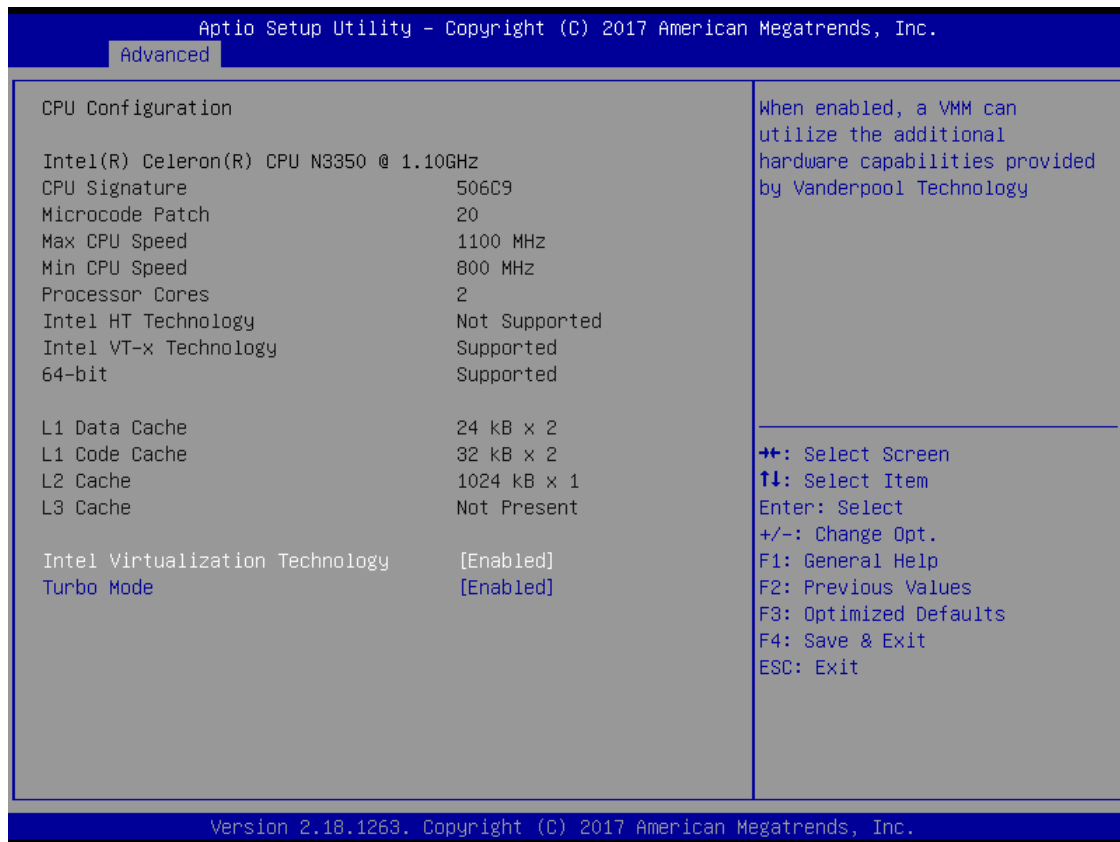 Aptio Setup Utility – Copyright (C) 2017 American Megatrends, Inc.
Advanced
CPU Configuration
Intel(R) Celeron(R) CPU N3350 @ 1.10GHz
CPU Signature 506C9
Microcode Patch 20
Max CPU Speed 1100 MHz
Min CPU Speed 800 MHz
Processor Cores 2
Intel HT Technology Not Supported
Intel VT-x Technology Supported
64-bit Supported
L1 Data Cache 24 kB x 2
L1 Code Cache 32 kB x 2
L2 Cache 1024 kB x 1
L3 Cache Not Present
Intel Virtualization Technology [Enabled]
Turbo Mode [Enabled]
When enabled, a VMM can
utilize the additional
hardware capabilities provided
by Vanderpool Technology
→←: Select Screen
↑↓: Select Item
Enter: Select
+/-: Change Opt.
F1: General Help
F2: Previous Values
F3: Optimized Defaults
F4: Save & Exit
ESC: Exit
Version 2.18.1263. Copyright (C) 2017 American Megatrends, Inc.